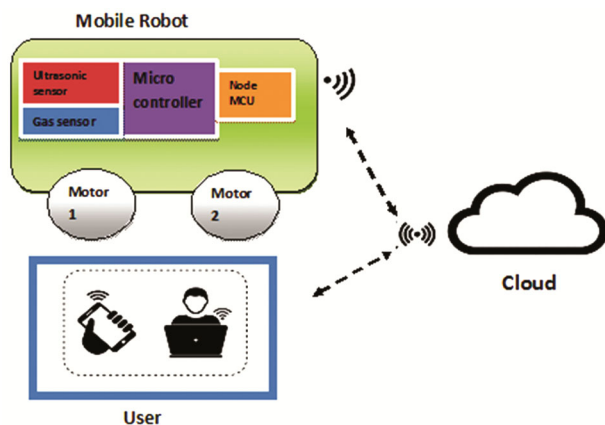 Mobile Robot
Ultrasonic
sensor
Gas sensor
Micro
controller
Node
MCU
Motor
1
Motor
2
Cloud
User